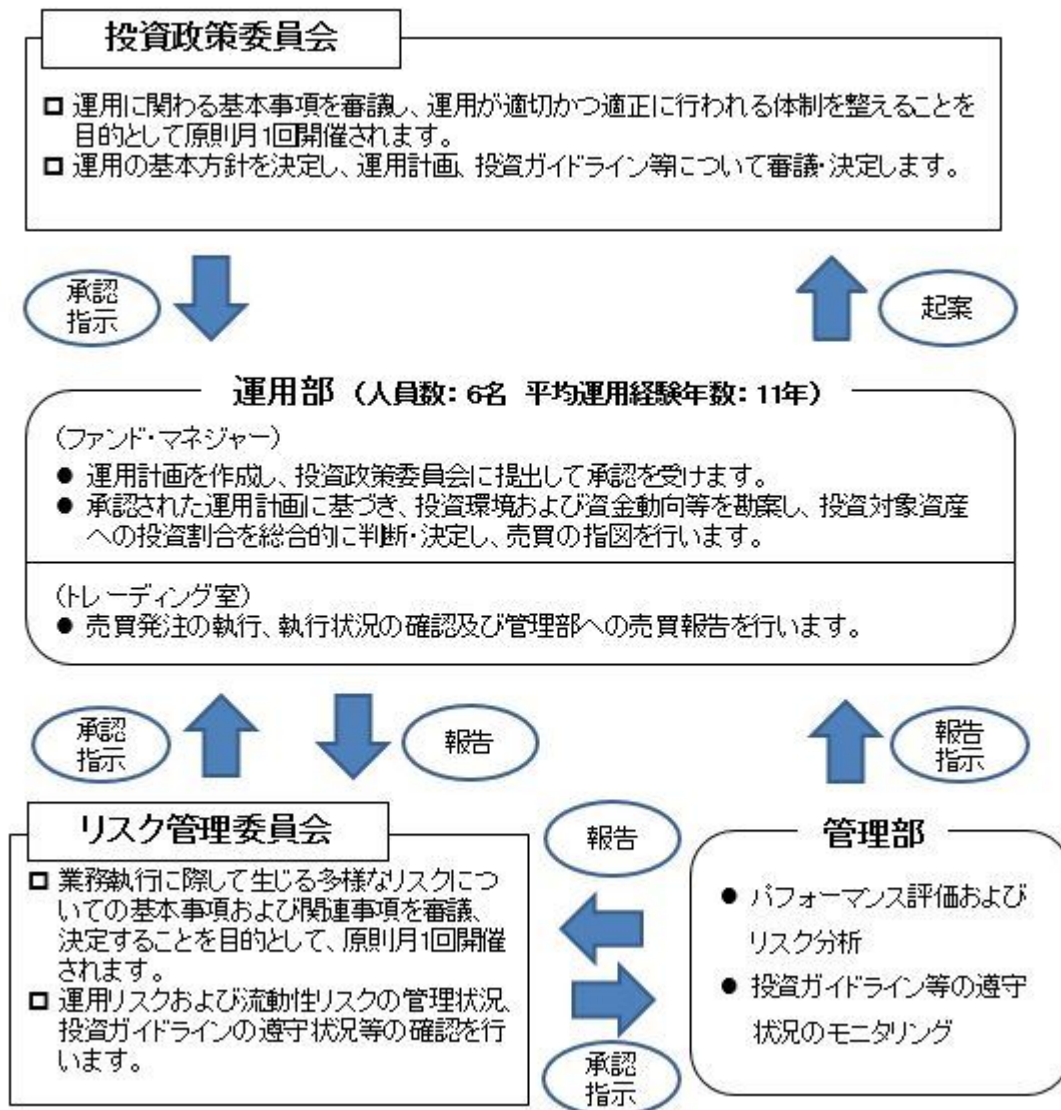 投資政策委員会
□ 運用に関わる基本事項を審議し、運用が適切かつ適正に行われる体制を整えることを
目的として原則月1回開催されます。
□ 運用の基本方針を決定し、運用計画、投資ガイドライン等について審議・決定します。
承認
指示
起案
運用部 (人員数: 6名 平均運用経験年数: 11年)
(ファンド・マネジャー)
● 運用計画を作成し、投資政策委員会に提出して承認を受けます。
● 承認された運用計画に基づき、投資環境および資金動向等を勘案し、投資対象資産
への投資割合を総合的に判断・決定し、売買の指図を行います。
(トレーディング室)
● 売買発注の執行、執行状況の確認及び管理部への売買報告を行います。
承認
指示
報告
報告
指示
リスク管理委員会
□ 業務執行に際して生じる多様なリスクにつ
いての基本事項および関連事項を審議、
決定することを目的として、原則月1回開催
されます。
□ 運用リスクおよび流動性リスクの管理状況、
投資ガイドラインの遵守状況等の確認を行
います。
報告
承認
指示
管理部
● パフォーマンス評価および
リスク分析
● 投資ガイドライン等の遵守
状況のモニタリング